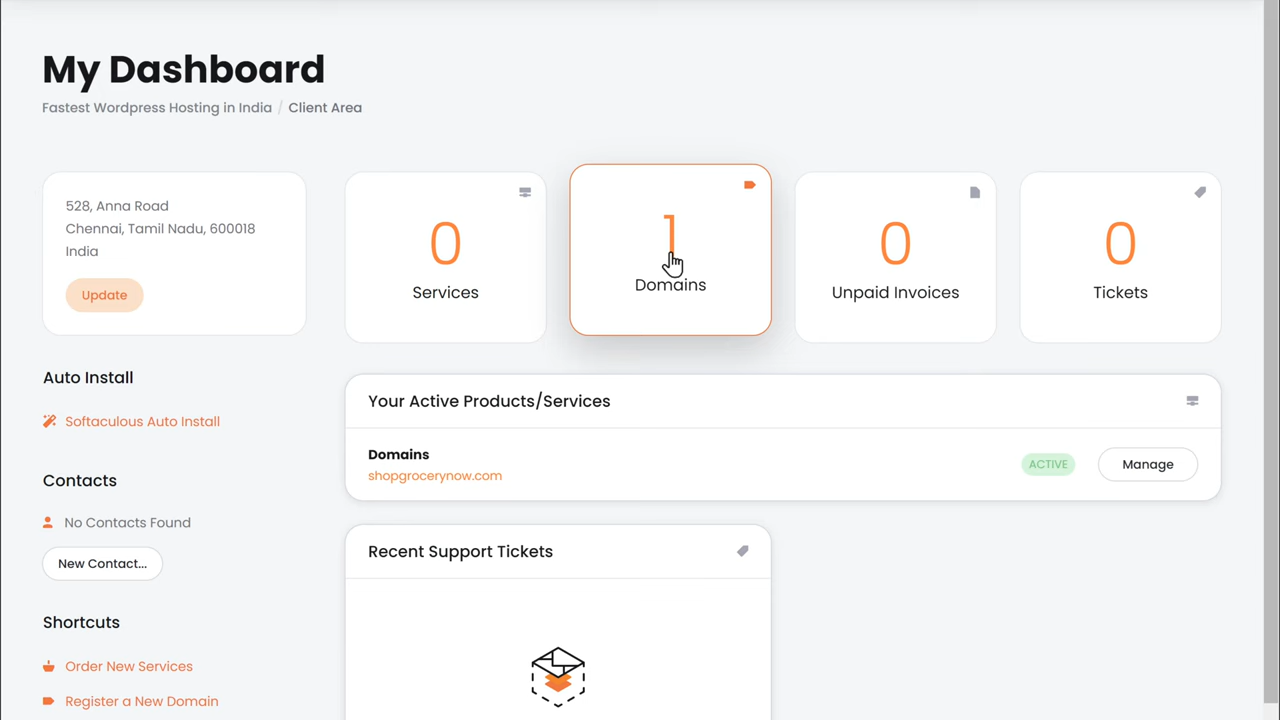 My Dashboard
Fastest Wordpress Hosting in India / Client Area
528, Anna Road
Chennai, Tamil Nadu, 600018
India
Update
0
Services
1
Domains
0
Unpaid Invoices
0
Tickets
Auto Install
Softaculous Auto Install
Contacts
No Contacts Found
New Contact...
Shortcuts
Order New Services
Register a New Domain
Your Active Products/Services
Domains
shopgrocerynow.com
ACTIVE
Manage
Recent Support Tickets